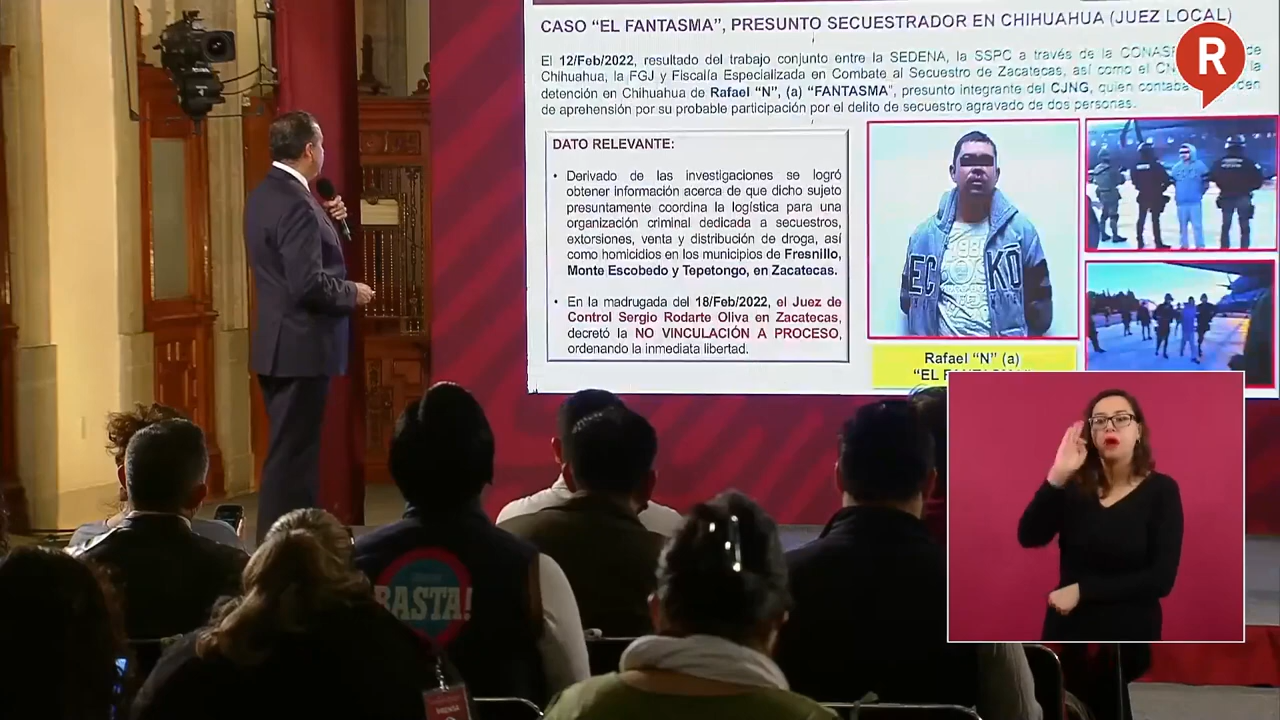 CASO “EL FANTASMA”, PRESUNTO SECUESTRADOR EN CHIHUAHUA (JUEZ LOCAL)
R
El 12/Feb/2022, resultado del trabajo conjunto entre la SEDENA, la SSPC a través de la de
Chihuahua, la FGJ y Fiscalía Especializada en Combate al Secuestro de Zacatecas, así como el la
detención en Chihuahua de Rafael “N”, (a) “FANTASMA”, presunto integrante del CJNG, quien
de aprehensión por su probable participación por el delito de secuestro agravado de dos personas.
DATO RELEVANTE:
• Derivado de las investigaciones se logró
obtener información acerca de que dicho sujeto
presuntamente coordina la logística para una
organización criminal dedicada a secuestros,
extorsiones, venta y distribución de droga, así
como homicidios en los municipios de Fresnillo,
Monte Escobedo y Tepetongo, en Zacatecas.
• En la madrugada del 18/Feb/2022, el Juez de
Control Sergio Rodarte Oliva en Zacatecas,
decretó la NO VINCULACIÓN A PROCESO,
ordenando la inmediata libertad.
EC KO
Rafael “N” (a)
“EL
BASTA!
PRENSA